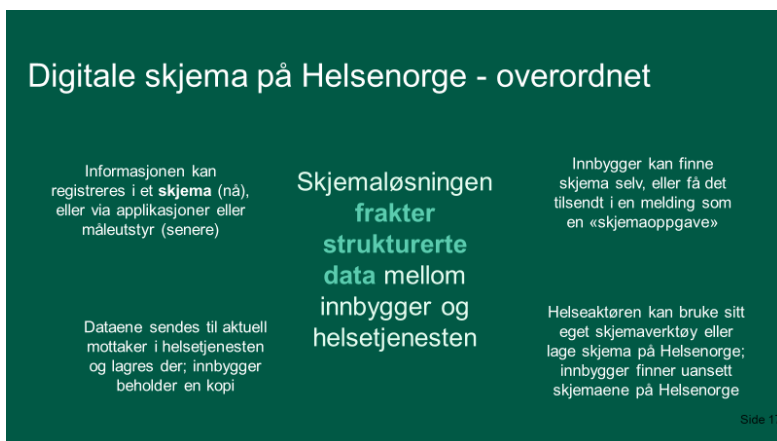 Digitale skjema på Helsenorge - overordnet
Informasjonen kan
registreres i et skjema (nå),
eller via applikasjoner eller
måleutstyr (senere)
Dataene sendes til aktuell
mottaker i helsetjenesten
og lagres der; innbygger
beholder en kopi
Skjemaløsningen
frakter
strukturerte
data mellom
innbygger og
helsetjenesten
Innbygger kan finne
skjema selv, eller få det
tilsendt i en melding som
en «skjemaoppgave»
Helseaktøren kan bruke sitt
eget skjemaverktøy eller
lage skjema på Helsenorge;
innbygger finner uansett
skjemaene på Helsenorge
Side